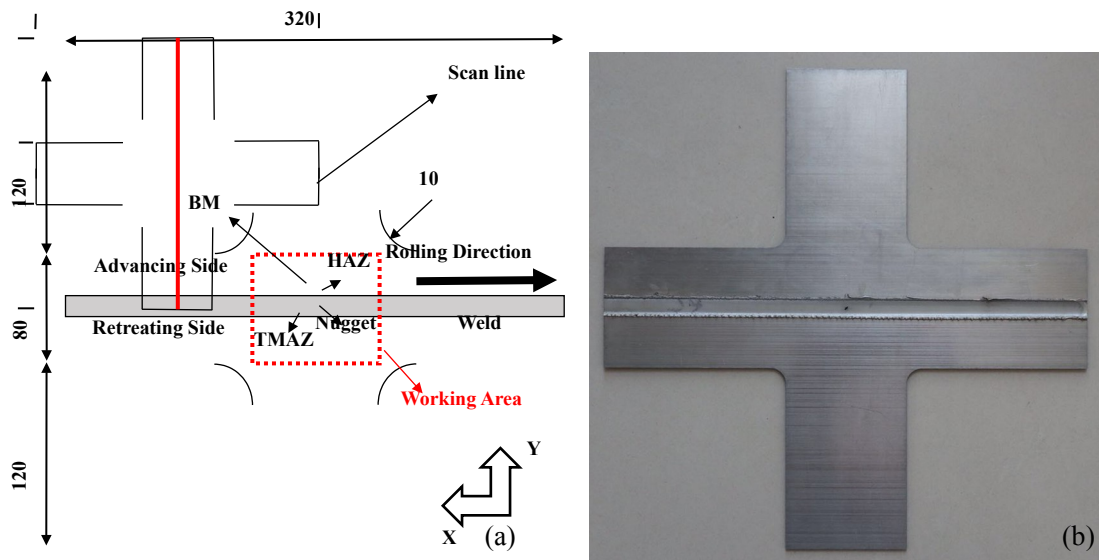 320
Scan line
120
BM
10
Rolling Direction
Advancing Side
HAZ
80
Retreating Side
Nugget
Weld
TMAZ
Working Area
120
Y
X
(a)
(b)